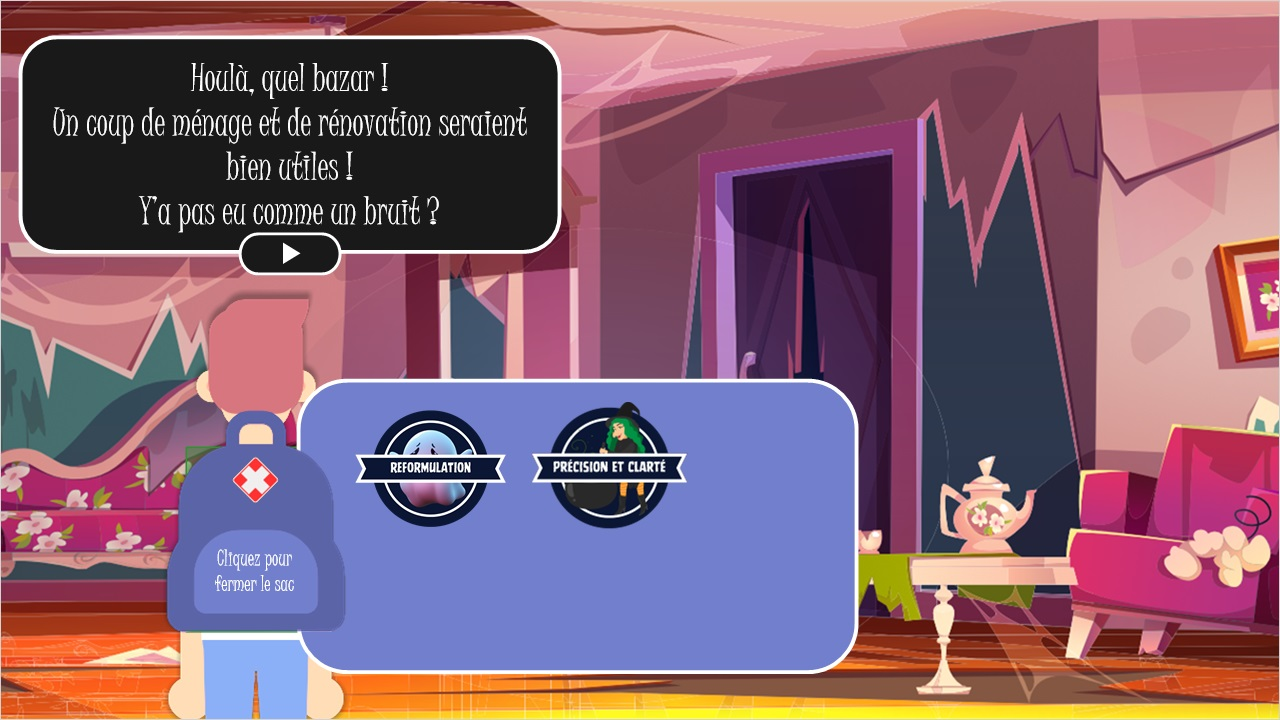 Houlà, quel bazar !
Un coup de ménage et de rénovation seraient
bien utiles !
Y'a pas eu comme un bruit ?
REFORMULATION
PRÉCISION ET CLARTÉ
Cliquez pour
fermer le sac